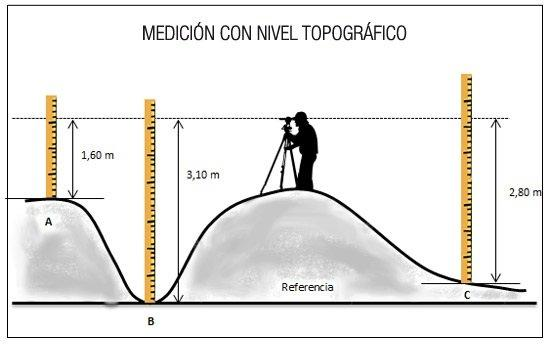 MEDICIÓN CON NIVEL TOPOGRÁFICO
1,60 m
3,10 m
2,80 m
A
Referencia
C
B